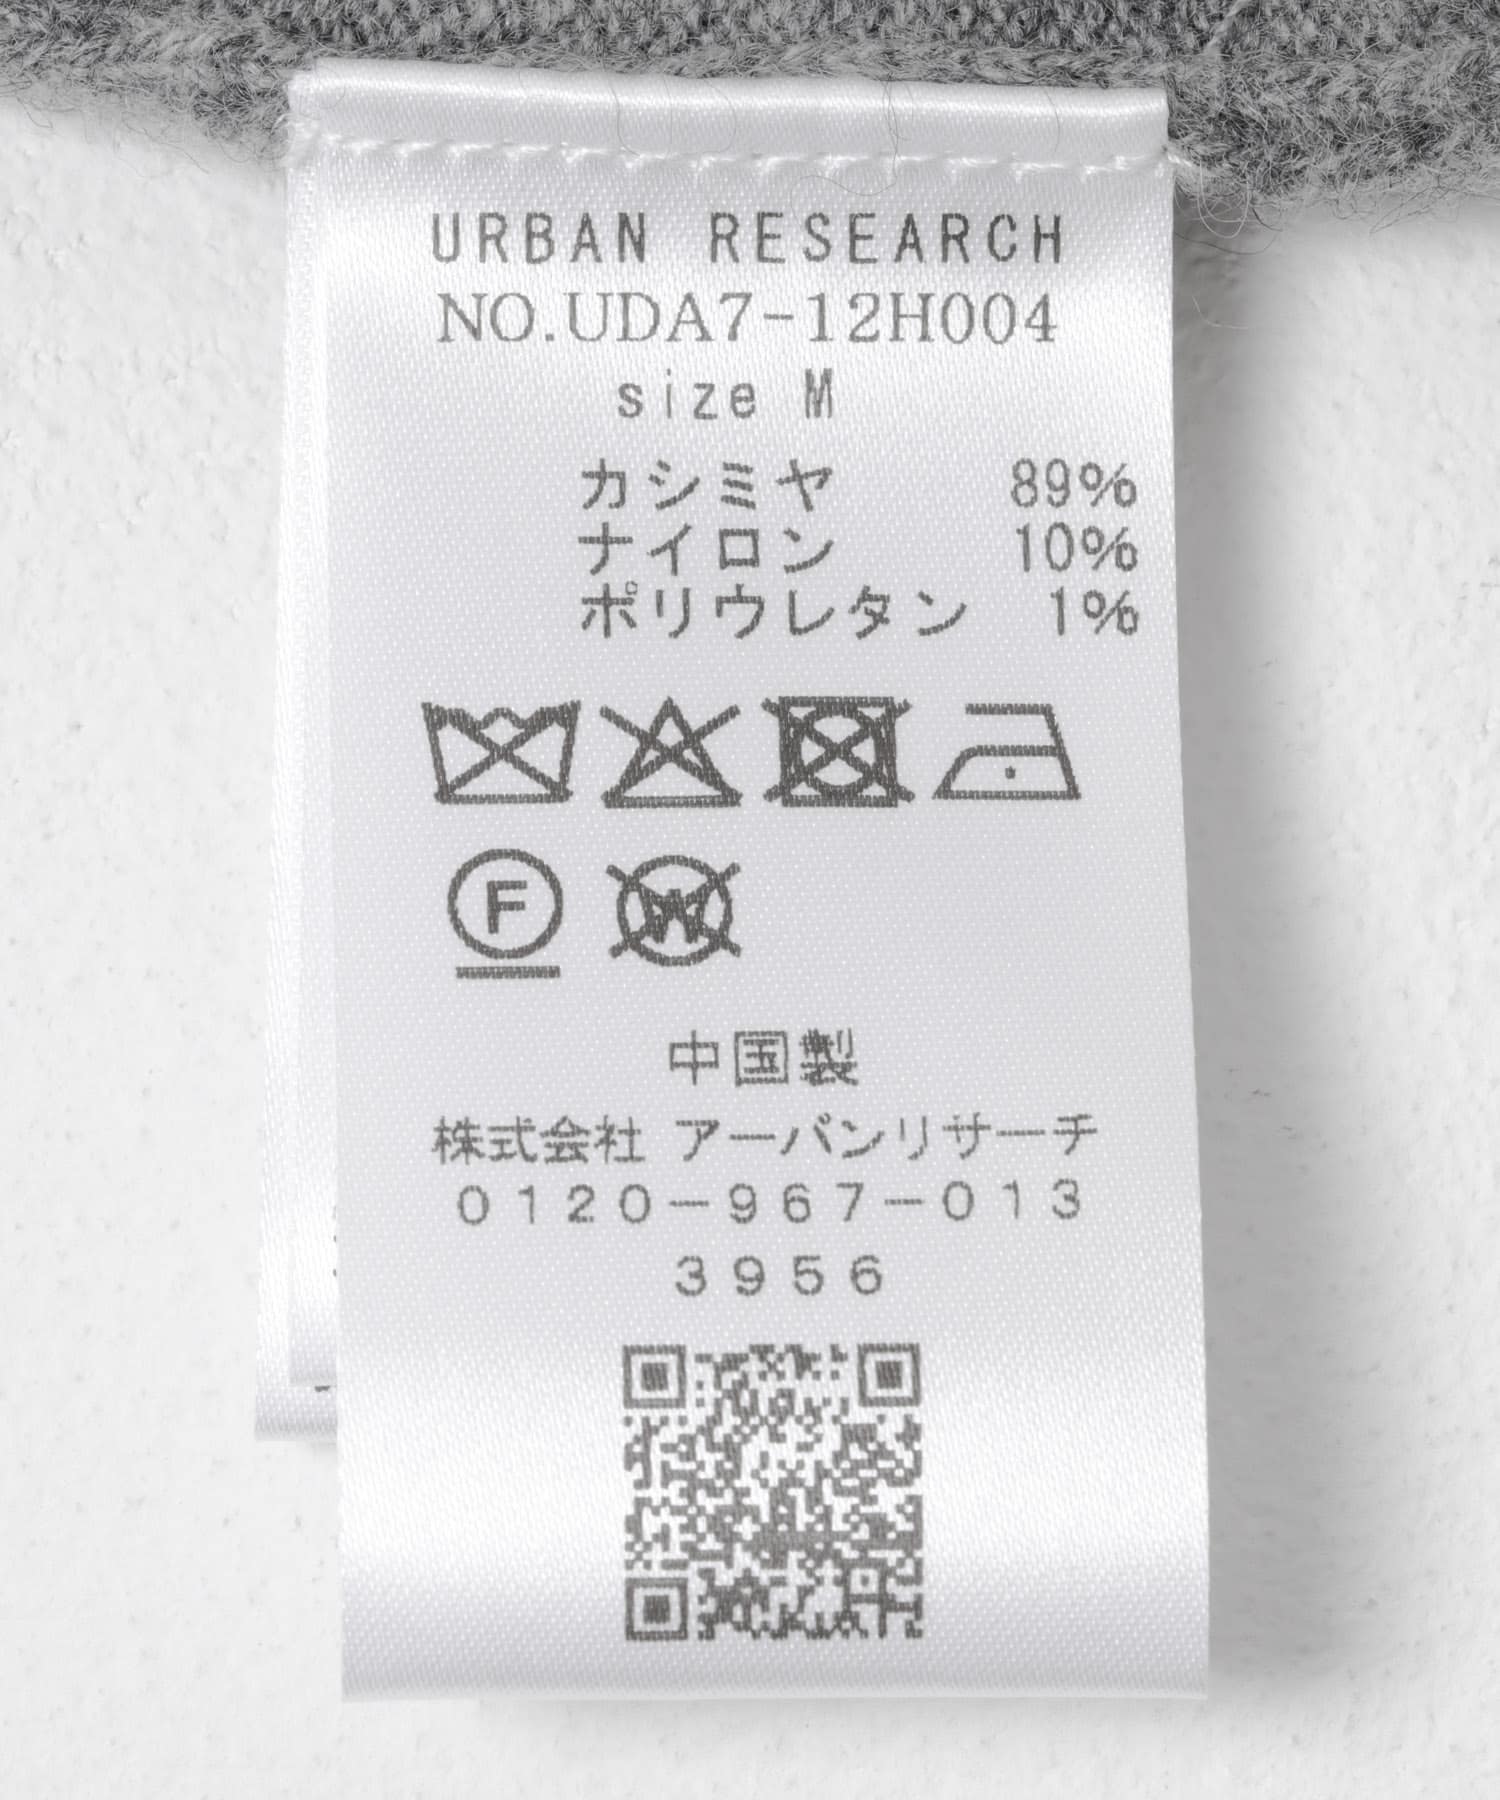 URBAN RESEARCH
NO.UDA7-12H004
size M
カシミヤ 89%
ナイロン 10%
ポリウレタン 1%
F W
中国製
株式会社 アーバンリサーチ
0120-967-013
3956